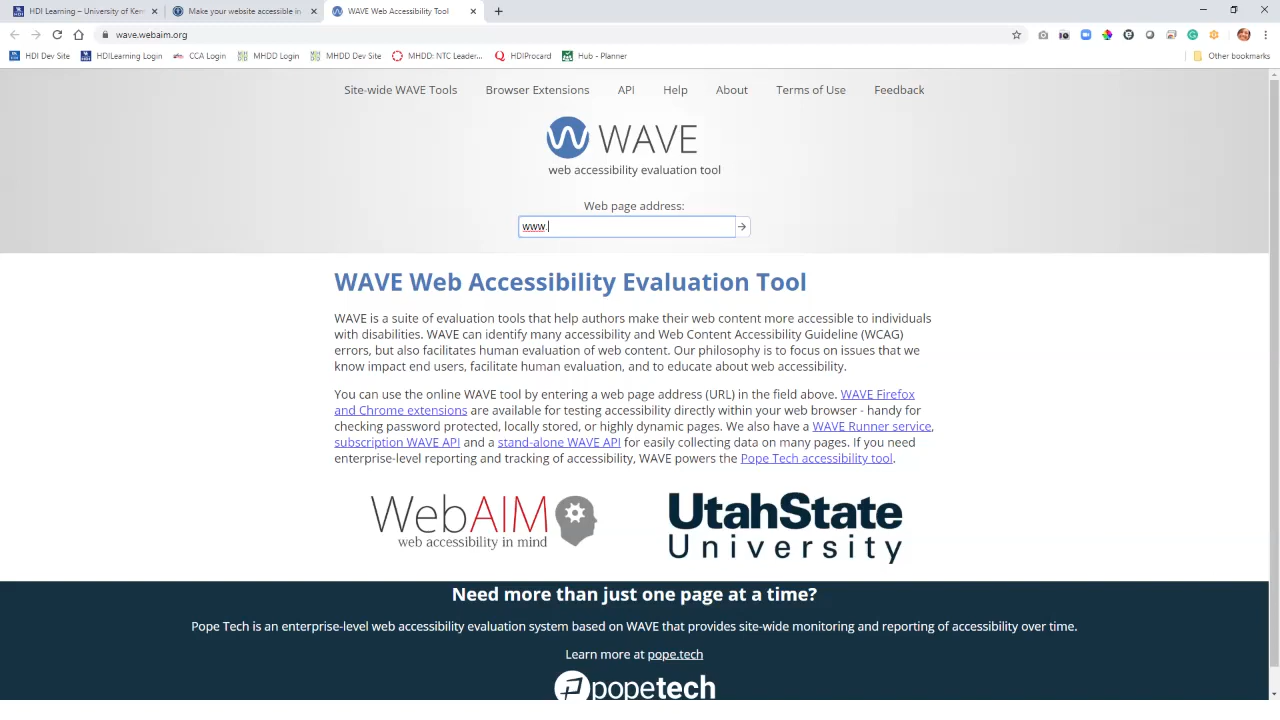 HDI Learning – University of Ken
Make your website accessible in
WAVE Web Accessibility Tool
wave.webaim.org
HDI Dev Site
HDILearning Login
CCA Login
MHDD Login
MHDD Dev Site
MHDD: NTC Leader...
HDIProcard
Hub - Planner
Other bookmarks
Site-wide WAVE Tools
Browser Extensions
API
Help
About
Terms of Use
Feedback
WAVE
web accessibility evaluation tool
Web page address:
www.
WAVE Web Accessibility Evaluation Tool
WAVE is a suite of evaluation tools that help authors make their web content more accessible to individuals
with disabilities. WAVE can identify many accessibility and Web Content Accessibility Guideline (WCAG)
errors, but also facilitates human evaluation of web content. Our philosophy is to focus on issues that we
know impact end users, facilitate human evaluation, and to educate about web accessibility.
You can use the online WAVE tool by entering a web page address (URL) in the field above. WAVE Firefox
and Chrome extensions are available for testing accessibility directly within your web browser - handy for
checking password protected, locally stored, or highly dynamic pages. We also have a WAVE Runner service,
subscription WAVE API and a stand-alone WAVE API for easily collecting data on many pages. If you need
enterprise-level reporting and tracking of accessibility, WAVE powers the Pope Tech accessibility tool.
WebAIM
web accessibility in mind
UtahState
University
Need more than just one page at a time?
Pope Tech is an enterprise-level web accessibility evaluation system based on WAVE that provides site-wide monitoring and reporting of accessibility over time.
Learn more at pope.tech
popetech